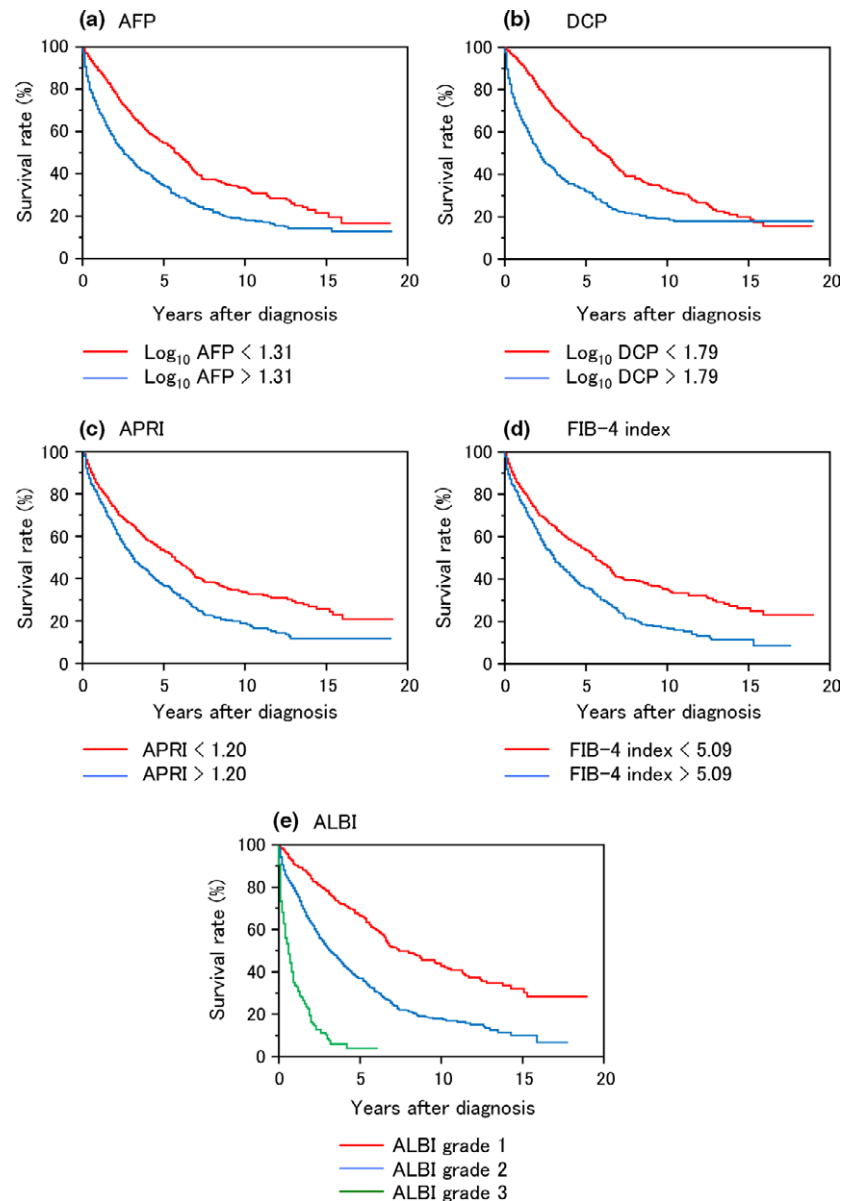 (a) AFP
100
80
60
40
20
0
Survival rate (%)
0 5 10 15 20
Years after diagnosis
Log10 AFP < 1.31
Log10 AFP > 1.31
(b) DCP
100
80
60
40
20
0
Survival rate (%)
0 5 10 15 20
Years after diagnosis
Log10 DCP < 1.79
Log10 DCP > 1.79
(c) APRI
100
80
60
40
20
0
Survival rate (%)
0 5 10 15 20
Years after diagnosis
APRI < 1.20
APRI > 1.20
(d) FIB-4 index
100
80
60
40
20
0
Survival rate (%)
0 5 10 15 20
Years after diagnosis
FIB-4 index < 5.09
FIB-4 index > 5.09
(e) ALBI
100
80
60
40
20
0
Survival rate (%)
0 5 10 15 20
Years after diagnosis
ALBI grade 1
ALBI grade 2
ALBI grade 3